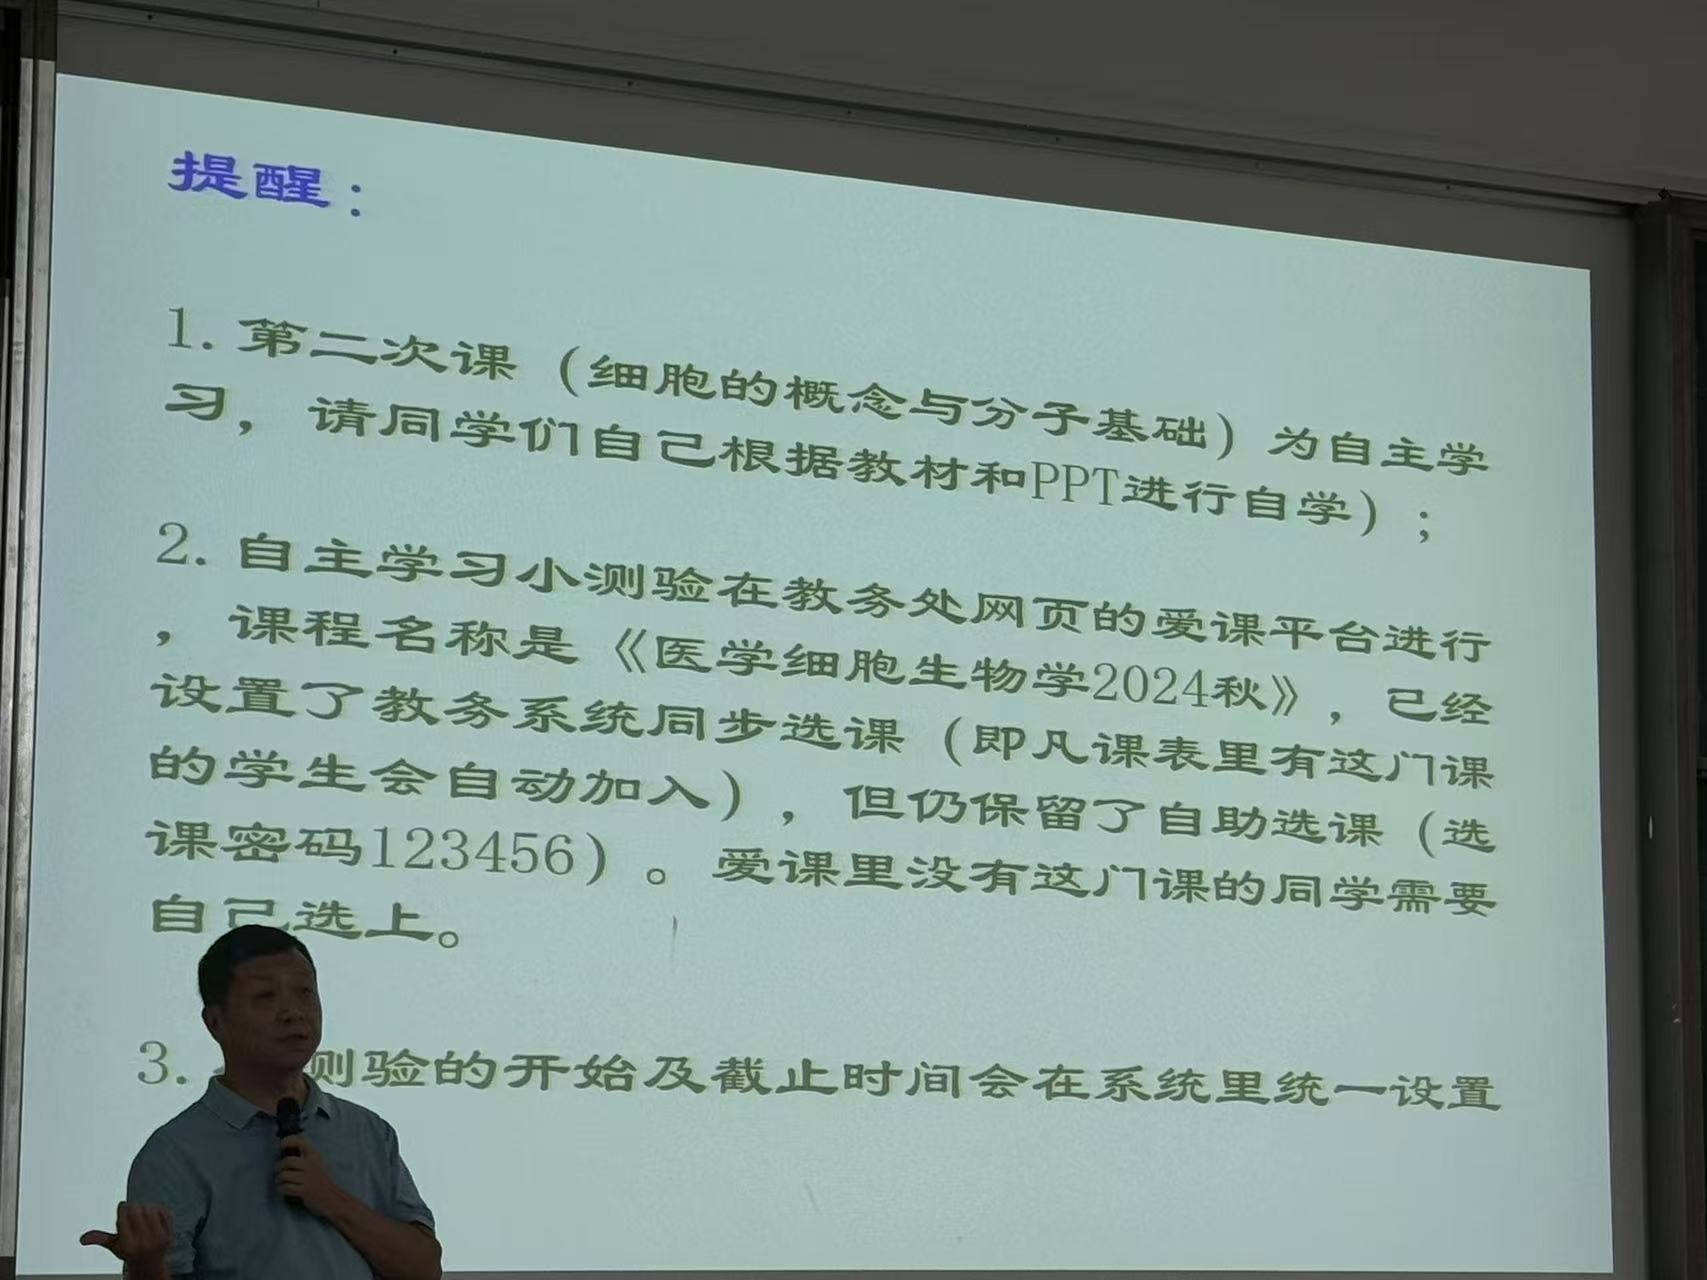 提醒：
1. 第二次课（细胞的概念与分子基础）为自主学
习，请同学们自己根据教材和PPT进行自学）；
2. 自主学习小测验在教务处网页的爱课平台进行
，课程名称是《医学细胞生物学2024秋》，已经
设置了教务系统同步选课（即凡课表里有这门课
的学生会自动加入），但仍保留了自助选课（选
课密码123456）。爱课里没有这门课的同学需要
自己选上。
3. 测验的开始及截止时间会在系统里统一设置